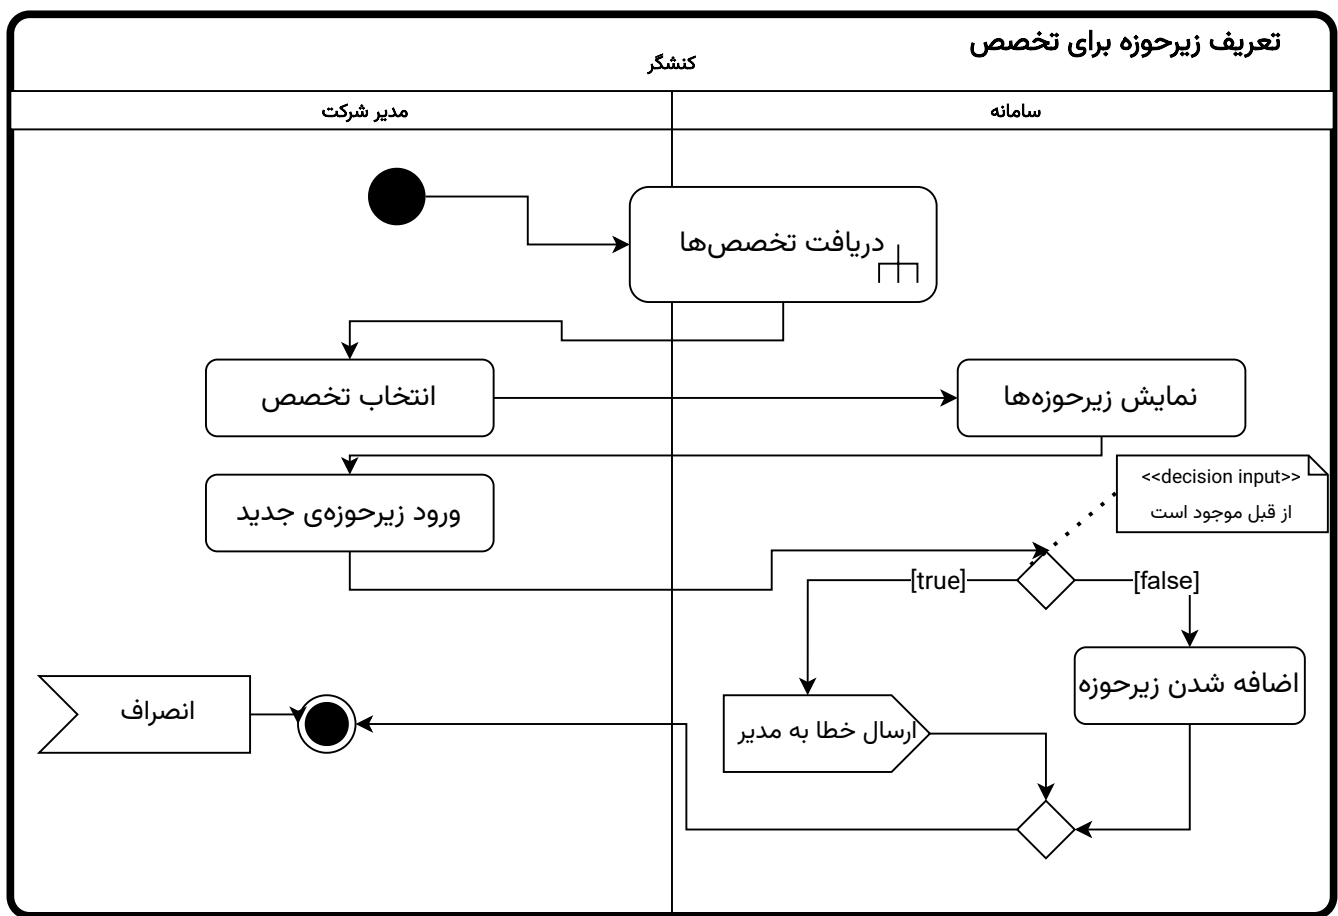 تعریف زیرحوزه برای تخصص
کنشگر
سامانه
مدیر شرکت
دریافت تخصص‌ها
انتخاب تخصص
نمایش زیرحوزه‌ها
ورود زیرحوزه‌ی جدید
<<decision input>>
از قبل موجود است
[true]
[false]
اضافه شدن زیرحوزه
ارسال خطا به مدیر
انصراف